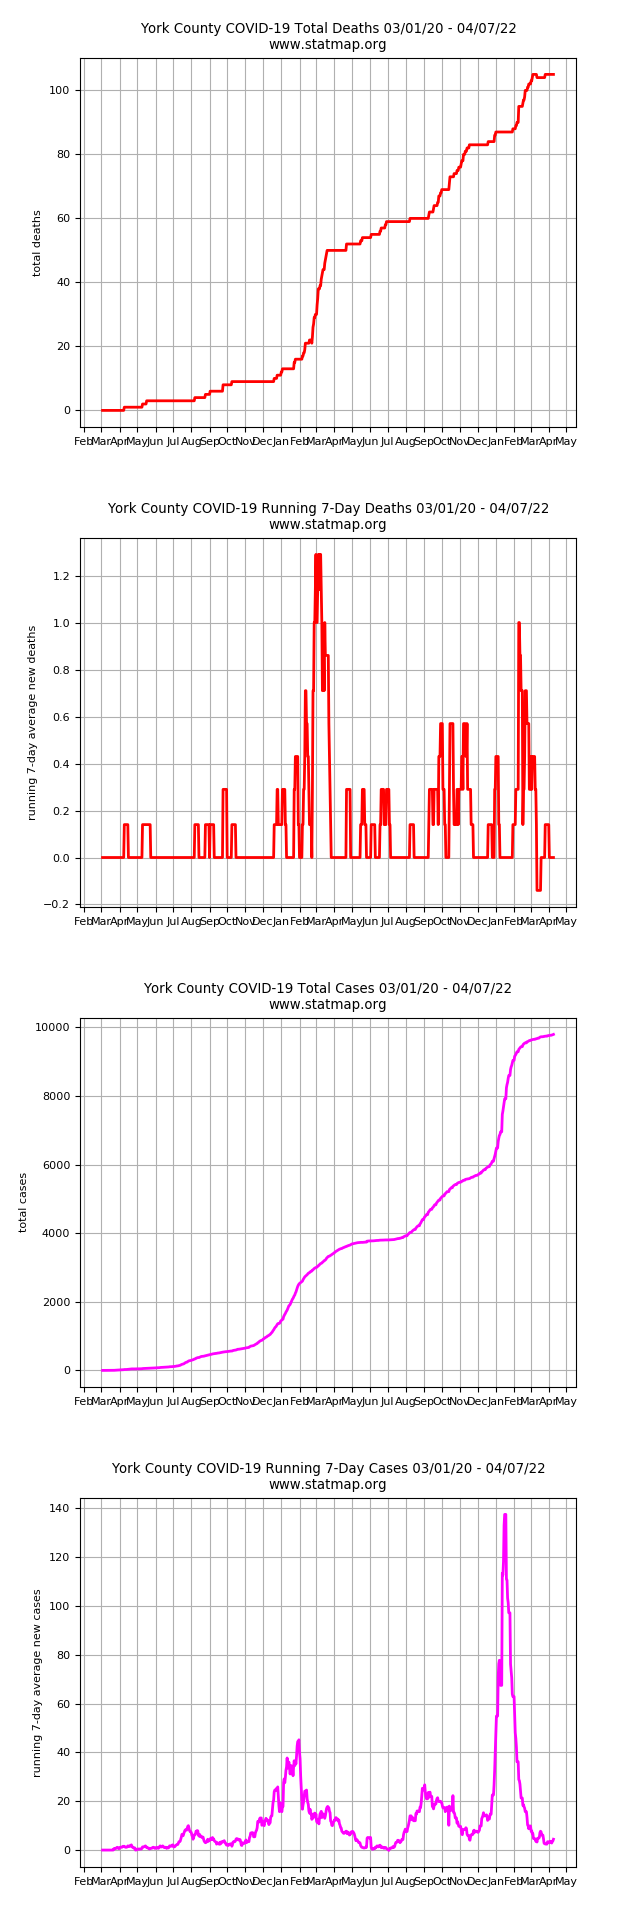 York County COVID-19 Total Deaths 03/01/20 - 04/07/22
www.statmap.org
100
80
60
40
20
0
total deaths
Feb Mar Apr May Jun Jul Aug Sep Oct Nov Dec Jan Feb Mar Apr May Jun Jul Aug Sep Oct Nov Dec Jan Feb Mar Apr May
York County COVID-19 Running 7-Day Deaths 03/01/20 - 04/07/22
www.statmap.org
1.2
1.0
0.8
0.6
0.4
0.2
0.0
−0.2
running 7-day average new deaths
Feb Mar Apr May Jun Jul Aug Sep Oct Nov Dec Jan Feb Mar Apr May Jun Jul Aug Sep Oct Nov Dec Jan Feb Mar Apr May
York County COVID-19 Total Cases 03/01/20 - 04/07/22
www.statmap.org
10000
8000
6000
4000
2000
0
total cases
Feb Mar Apr May Jun Jul Aug Sep Oct Nov Dec Jan Feb Mar Apr May Jun Jul Aug Sep Oct Nov Dec Jan Feb Mar Apr May
York County COVID-19 Running 7-Day Cases 03/01/20 - 04/07/22
www.statmap.org
140
120
100
80
60
40
20
0
running 7-day average new cases
Feb Mar Apr May Jun Jul Aug Sep Oct Nov Dec Jan Feb Mar Apr May Jun Jul Aug Sep Oct Nov Dec Jan Feb Mar Apr May